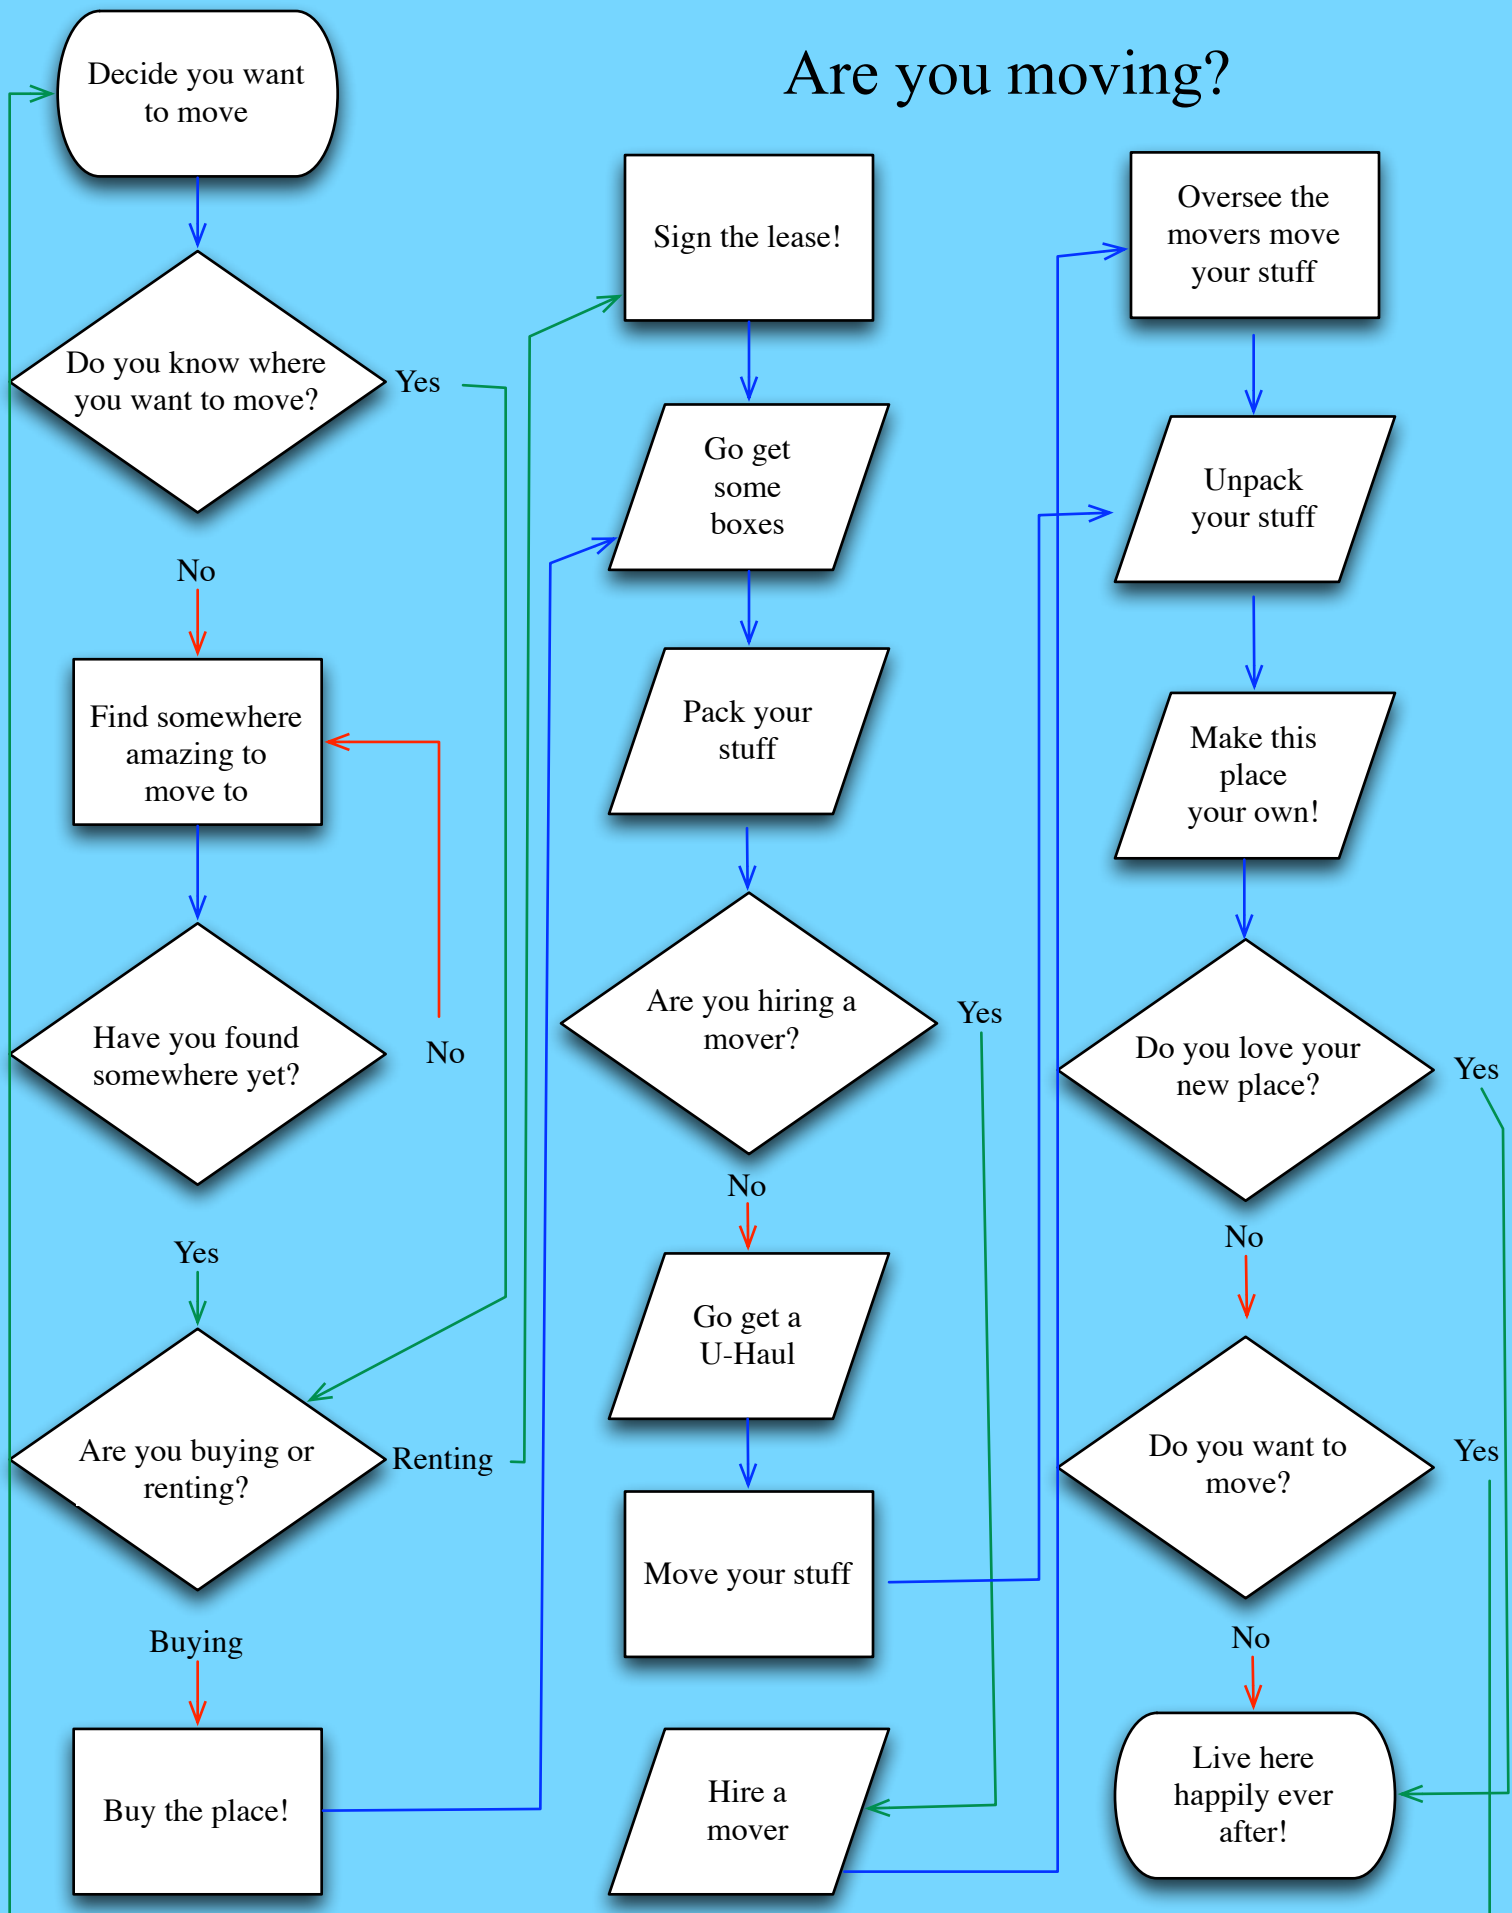 Are you moving?
Decide you want
to move
Do you know where
you want to move?
Yes
No
Find somewhere
amazing to
move to
Have you found
somewhere yet?
No
Yes
Are you buying or
renting?
Renting
Buying
Buy the place!
Sign the lease!
Go get
some
boxes
Pack your
stuff
Are you hiring a
mover?
Yes
No
Go get a
U-Haul
Move your stuff
Hire a
mover
Oversee the
movers move
your stuff
Unpack
your stuff
Make this
place
your own!
Do you love your
new place?
Yes
No
Do you want to
move?
Yes
No
Live here
happily ever
after!